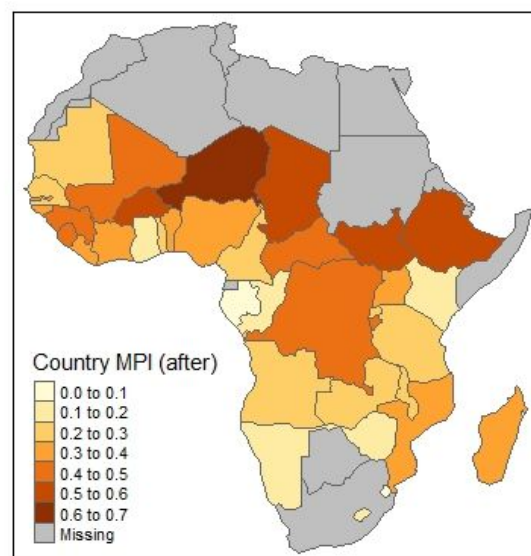 Country MPI (after)
0.0 to 0.1
0.1 to 0.2
0.2 to 0.3
0.3 to 0.4
0.4 to 0.5
0.5 to 0.6
0.6 to 0.7
Missing